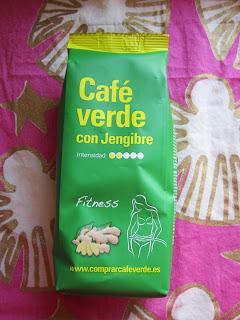 Café
verde
con Jengibre
intensidad
Fitness
www.comprarcafeverde.es